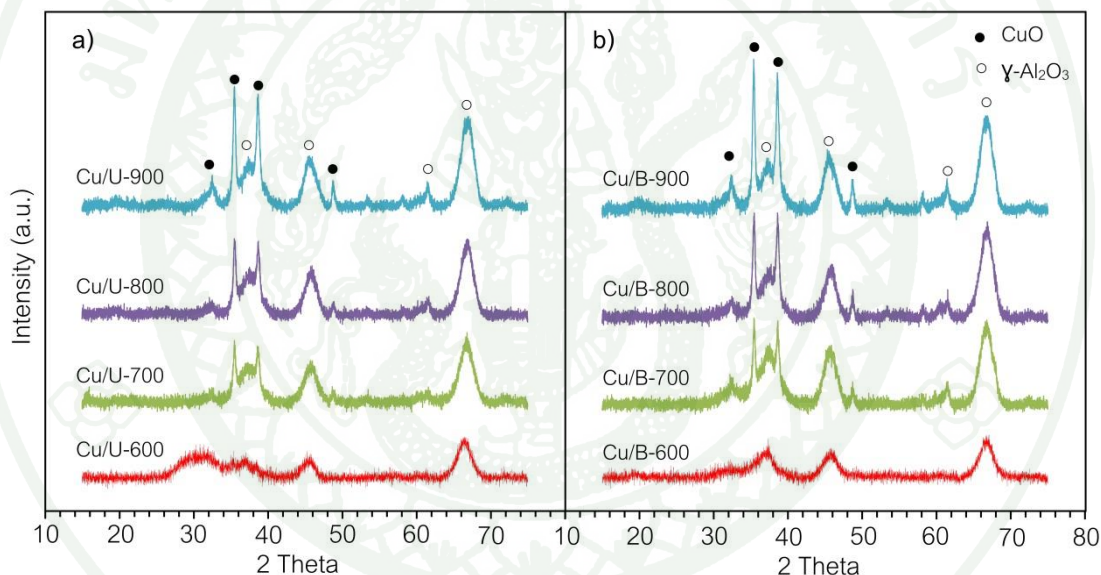 a)
Cu/U-900
Cu/U-800
Cu/U-700
Cu/U-600
b)
CuO
γ-Al₂O₃
Cu/B-900
Cu/B-800
Cu/B-700
Cu/B-600
Intensity (a.u.)
10 20 30 40 50 60 70
10 20 30 40 50 60 70 80
2 Theta
2 Theta